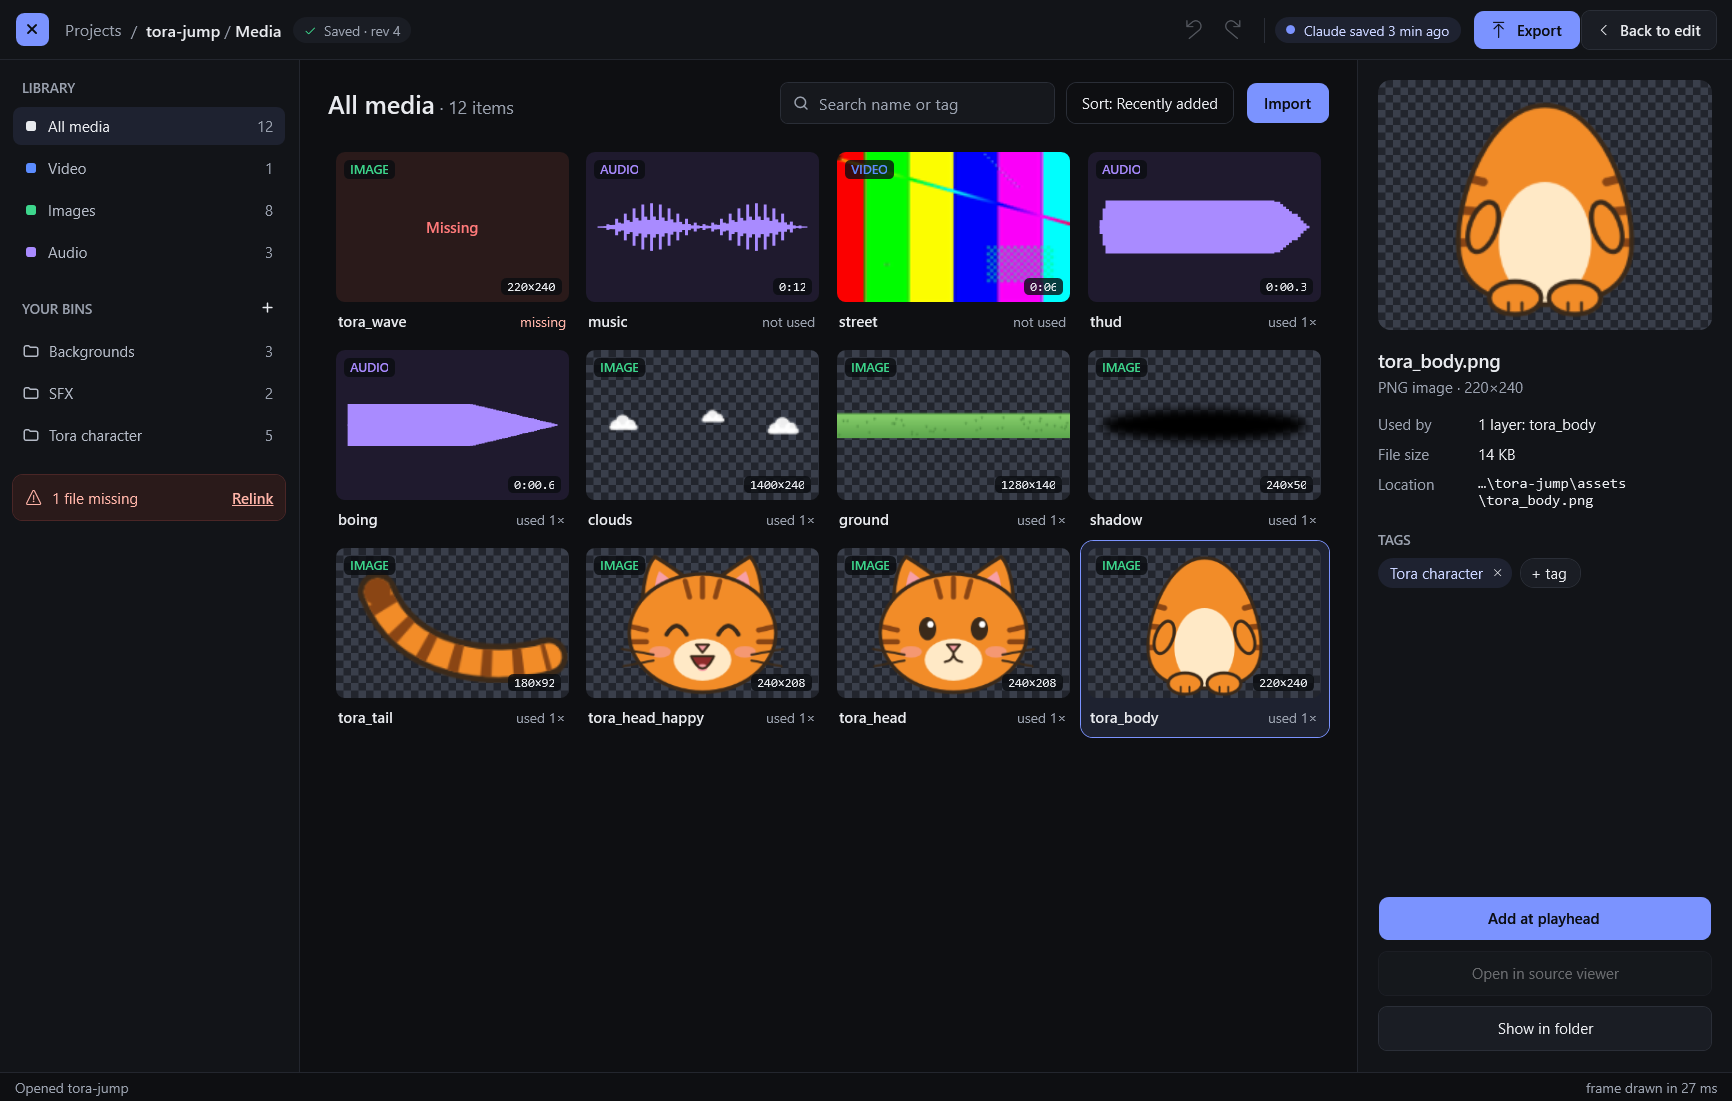 Projects / tora-jump / Media
Saved · rev 4
Claude saved 3 min ago
Export
Back to edit
LIBRARY
All media 12
Video 1
Images 8
Audio 3
YOUR BINS +
Backgrounds 3
SFX 2
Tora character 5
1 file missing Relink
All media · 12 items
Search name or tag
Sort: Recently added
Import
IMAGE
Missing
220×240
tora_wave missing
AUDIO
0:12
music not used
VIDEO
0:06
street not used
AUDIO
0:00.3
thud used 1×
AUDIO
0:00.6
boing used 1×
IMAGE
1400×240
clouds used 1×
IMAGE
1280×140
ground used 1×
IMAGE
240×50
shadow used 1×
IMAGE
180×92
tora_tail used 1×
IMAGE
240×208
tora_head_happy used 1×
IMAGE
240×208
tora_head used 1×
IMAGE
220×240
tora_body used 1×
tora_body.png
PNG image · 220×240
Used by 1 layer: tora_body
File size 14 KB
Location …\tora-jump\assets
\tora_body.png
TAGS
Tora character ×
+ tag
Add at playhead
Open in source viewer
Show in folder
Opened tora-jump
frame drawn in 27 ms